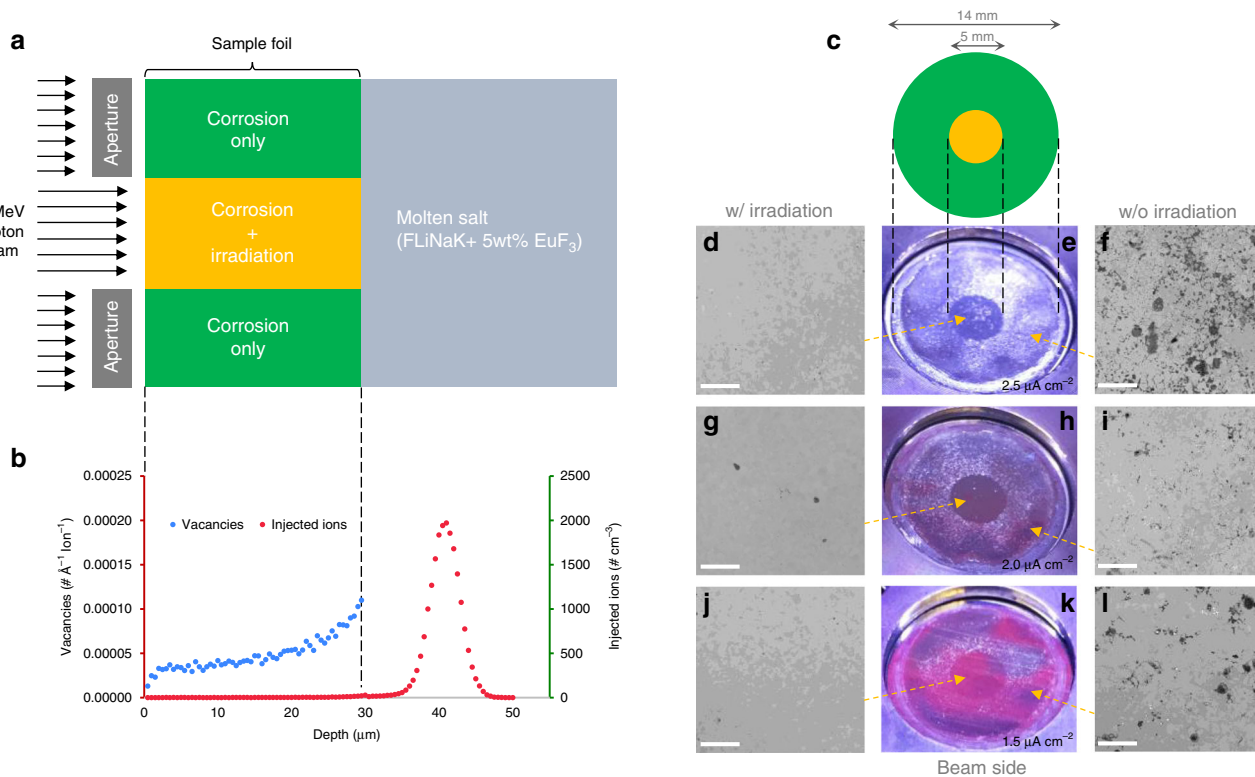 a
Sample foil
Aperture
Corrosion
only
MeV
Corrosion
+
irradiation
Molten salt
(FLiNaK+ 5wt% EuF₃)
Aperture
Corrosion
only
b
0.00025
0.00020
0.00015
0.00010
0.00005
0.00000
Vacancies (# Å⁻¹ Ion⁻¹)
Vacancies
Injected ions
2500
2000
1500
1000
500
0
Injected ions (# cm⁻³)
0 10 20 30 40 50
Depth (μm)
c
14 mm
5 mm
w/ irradiation
w/o irradiation
d
e
2.5 μA cm⁻²
f
g
h
2.0 μA cm⁻²
i
j
k
1.5 μA cm⁻²
l
Beam side